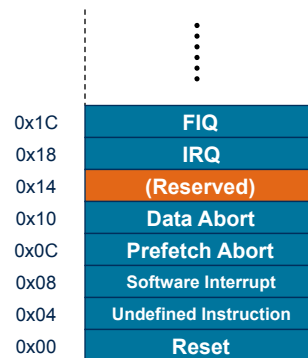 0x1C FIQ
0x18 IRQ
0x14 (Reserved)
0x10 Data Abort
0x0C Prefetch Abort
0x08 Software Interrupt
0x04 Undefined Instruction
0x00 Reset